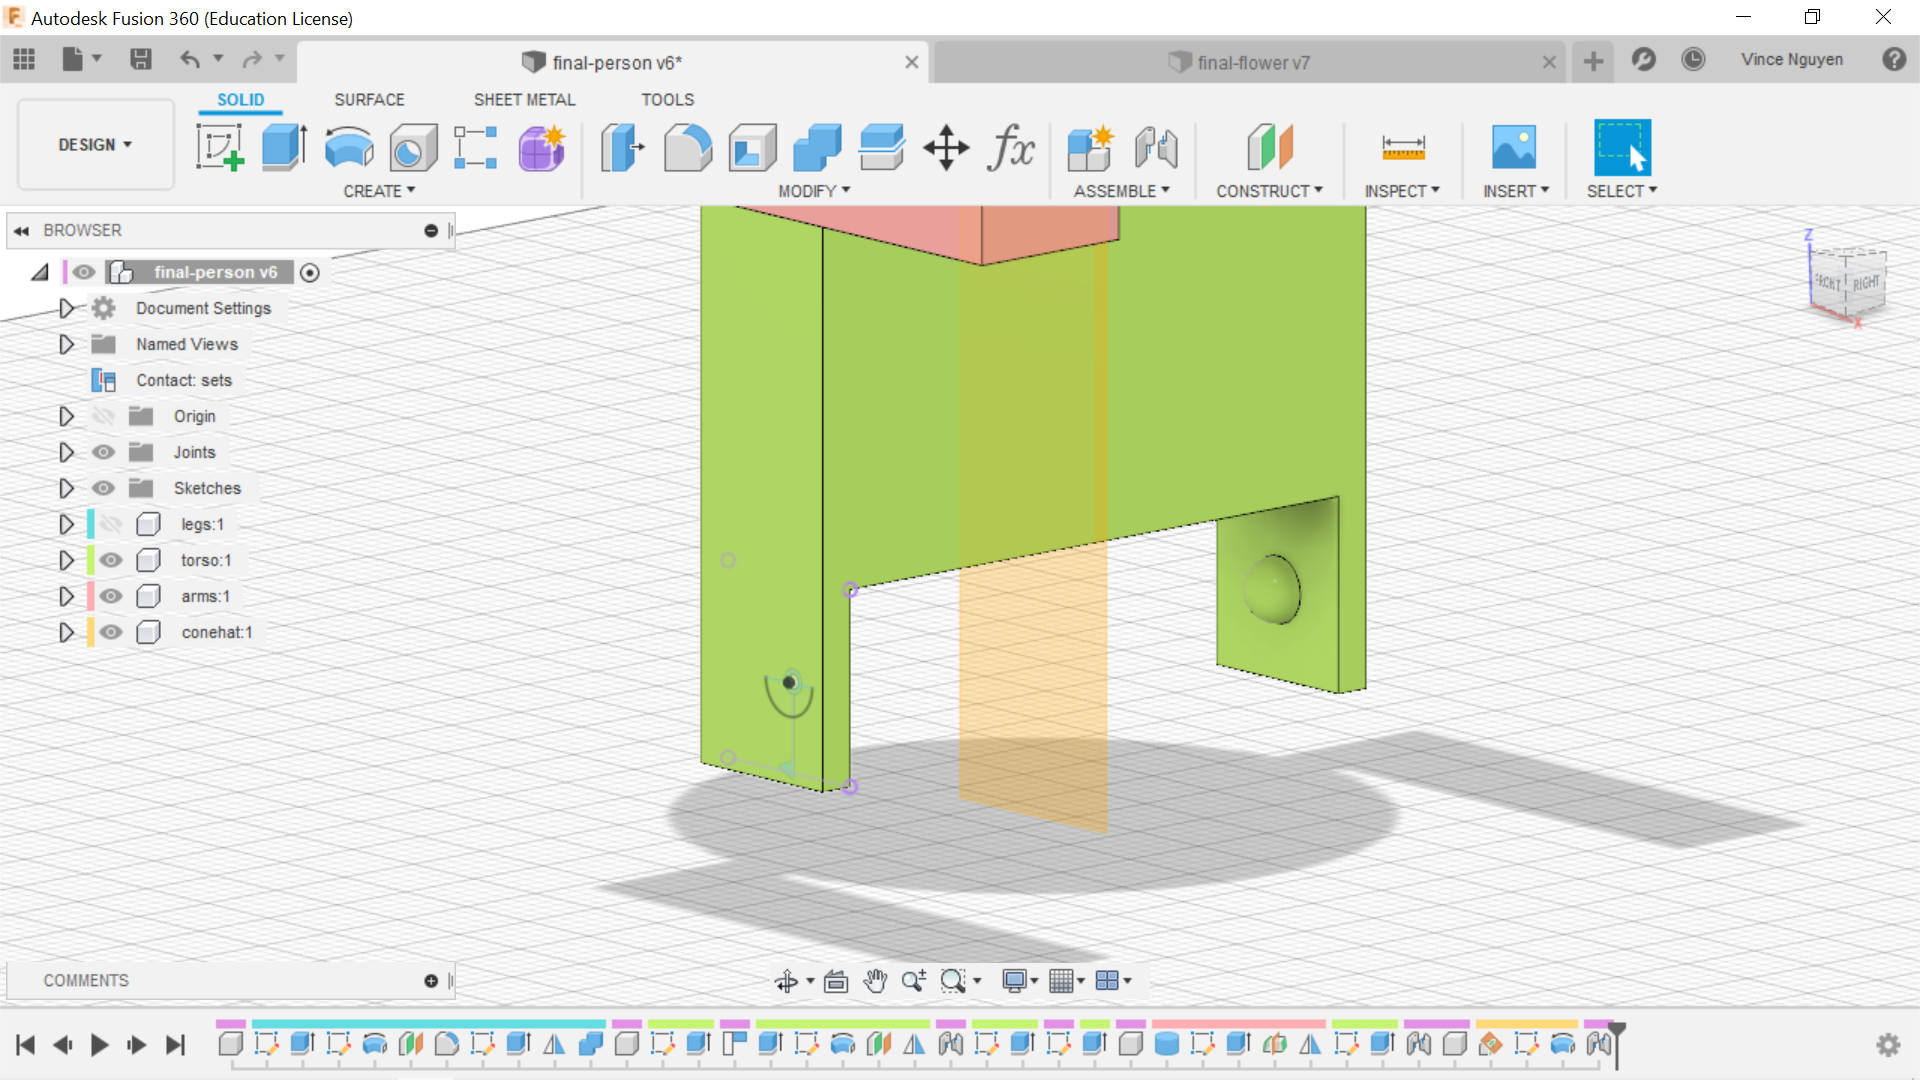 Autodesk Fusion 360 (Education License)
final-person v6*
final-flower v7
Vince Nguyen
SOLID
SURFACE
SHEET METAL
TOOLS
DESIGN
CREATE
MODIFY
ASSEMBLE
CONSTRUCT
INSPECT
INSERT
SELECT
BROWSER
final-person v6
Document Settings
Named Views
Contact: sets
Origin
Joints
Sketches
legs:1
torso:1
arms:1
conehat:1
Z
FRONT
RIGHT
X
COMMENTS